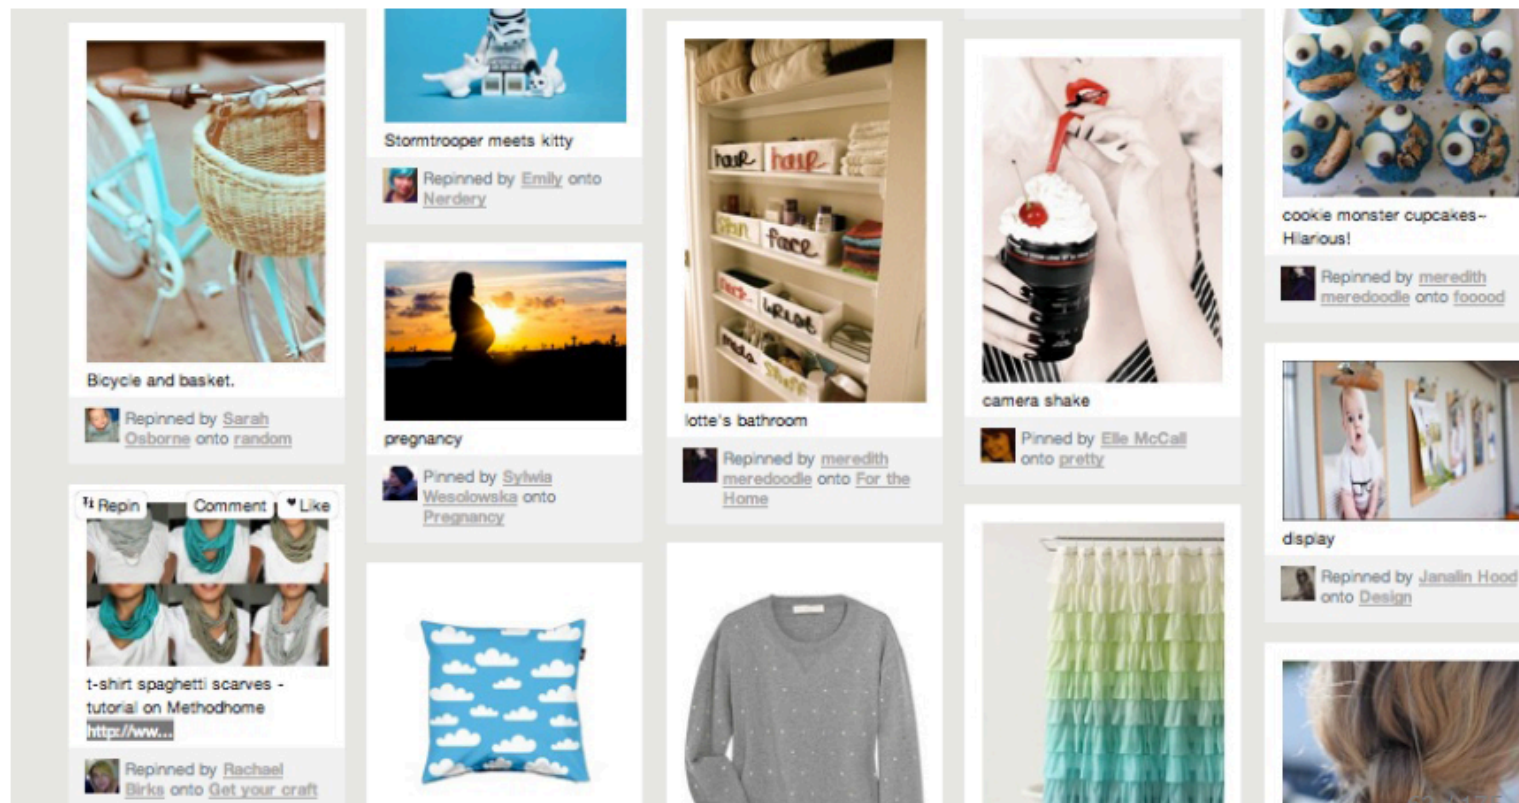 Bicycle and basket.
Repinned by Sarah
Osborne onto random
Repin
Comment
Like
t-shirt spaghetti scarves -
tutorial on Methodhome
http://ww...
Repinned by Rachael
Birks onto Get your craft
Stormtrooper meets kitty
Repinned by Emily onto
Nerdery
pregnancy
Pinned by Sylwia
Wesolowska onto
Pregnancy
hair
hair
skin
face
meds
stuff
lotte's bathroom
Repinned by meredith
meredoodle onto For the
Home
camera shake
Pinned by Elle McCall
onto pretty
cookie monster cupcakes~
Hilarious!
Repinned by meredith
meredoodle onto fooood
display
Repinned by Janalin Hood
onto Design